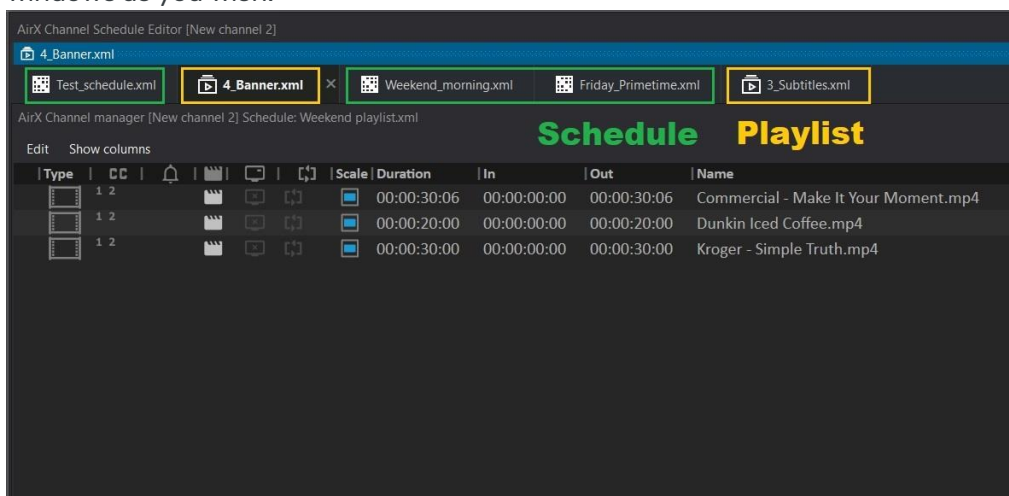 AirX Channel Schedule Editor [New channel 2]
4_Banner.xml
Test_schedule.xml 4_Banner.xml × Weekend_morning.xml Friday_Primetime.xml 3_Subtitles.xml
AirX Channel manager [New channel 2] Schedule: Weekend playlist.xml
Schedule Playlist
Edit Show columns
Type CC Scale Duration In Out Name
1 2 00:00:30:06 00:00:00:00 00:00:30:06 Commercial - Make It Your Moment.mp4
1 2 00:00:20:00 00:00:00:00 00:00:20:00 Dunkin Iced Coffee.mp4
1 2 00:00:30:00 00:00:00:00 00:00:30:00 Kroger - Simple Truth.mp4